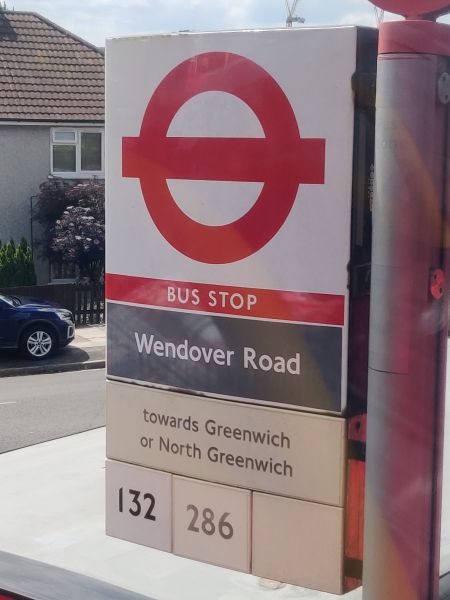 BUS STOP
Wendover Road
towards Greenwich
or North Greenwich
132 286